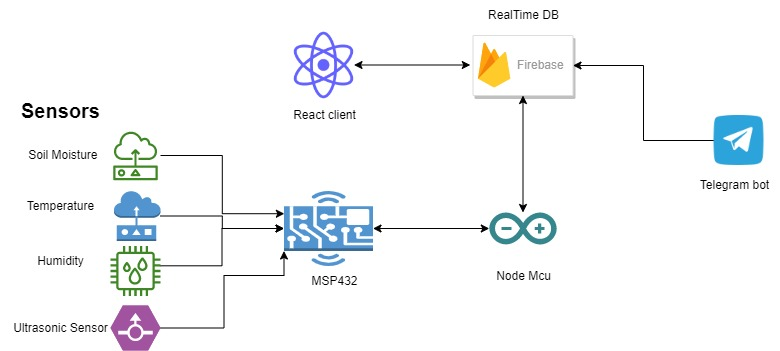 RealTime DB
Firebase
React client
Sensors
Soil Moisture
Telegram bot
Temperature
Humidity
MSP432
Node Mcu
Ultrasonic Sensor